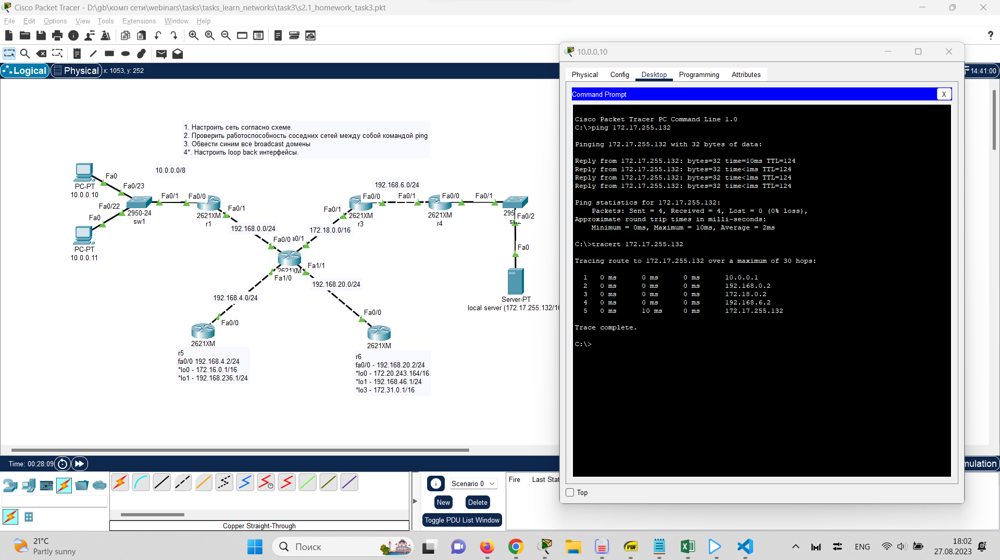 Cisco Packet Tracer - D:\gb\комп сети\webinars\tasks\tasks_learn_networks\task3\s2.1_homework_task3.pkt
File Edit Options View Tools Extensions Window Help
?
Logical Physical x: 1053, y: 252
14:41:00
1. Настроить сеть согласно схеме.
2. Проверить работоспособность соседних сетей между собой командой ping
3. Обвести синим все broadcast домены
4*. Настроить loop back интерфейсы.
10.0.0.0/8
Fa0
PC-PT
10.0.0.10
Fa0/23
Fa0/22
Fa0
PC-PT
10.0.0.11
2950-24
sw1
Fa0/1
Fa0/0
2621XM
r1
Fa0/1
192.168.0.0/24
Fa0/0
a0/1
2621XM
Fa1/0
Fa1/1
172.18.0.0/16
Fa0/1
2621XM
r3
Fa0/0
192.168.6.0/24
Fa0/1
Fa0/0
2621XM
r4
Fa0/1
295
Fa0/2
Fa0
Server-PT
local server (172.17.255.132/16
192.168.20.0/24
192.168.4.0/24
Fa0/0
2621XM
r5
fa0/0 192.168.4.2/24
*lo0 - 172.16.0.1/16
*lo1 - 192.168.236.1/24
Fa0/0
2621XM
r6
fa0/0 - 192.168.20.2/24
*lo0 - 172.20.243.164/16
*lo1 - 192.168.46.1/24
*lo3 - 172.31.0.1/16
10.0.0.10
Physical Config Desktop Programming Attributes
Command Prompt
X
Cisco Packet Tracer PC Command Line 1.0
C:\>ping 172.17.255.132
Pinging 172.17.255.132 with 32 bytes of data:
Reply from 172.17.255.132: bytes=32 time=10ms TTL=124
Reply from 172.17.255.132: bytes=32 time<1ms TTL=124
Reply from 172.17.255.132: bytes=32 time<1ms TTL=124
Reply from 172.17.255.132: bytes=32 time<1ms TTL=124
Ping statistics for 172.17.255.132:
Packets: Sent = 4, Received = 4, Lost = 0 (0% loss),
Approximate round trip times in milli-seconds:
Minimum = 0ms, Maximum = 10ms, Average = 2ms
C:\>tracert 172.17.255.132
Tracing route to 172.17.255.132 over a maximum of 30 hops:
1 0 ms 0 ms 0 ms 10.0.0.1
2 0 ms 0 ms 0 ms 192.168.0.2
3 0 ms 0 ms 0 ms 172.18.0.2
4 0 ms 0 ms 0 ms 192.168.6.2
5 0 ms 10 ms 0 ms 172.17.255.132
Trace complete.
C:\>
Top
Time: 00:28:09
mulation
Scenario 0
New
Delete
Toggle PDU List Window
Fire Last Stat
Copper Straight-Through
21°C
Partly sunny
Поиск
PDF
ENG
18:02
27.08.2023